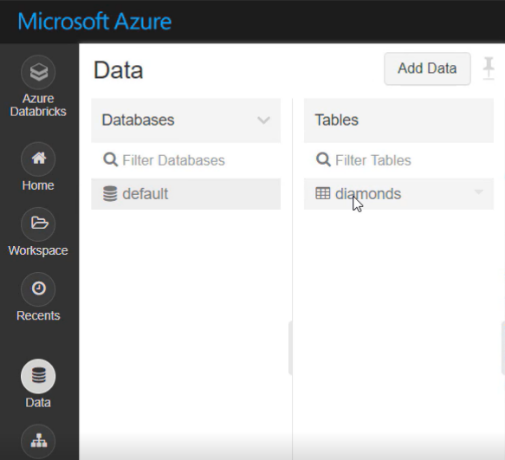 Microsoft Azure
Azure
Databricks
Home
Workspace
Recents
Data
Data
Add Data
Databases
Filter Databases
default
Tables
Filter Tables
diamonds